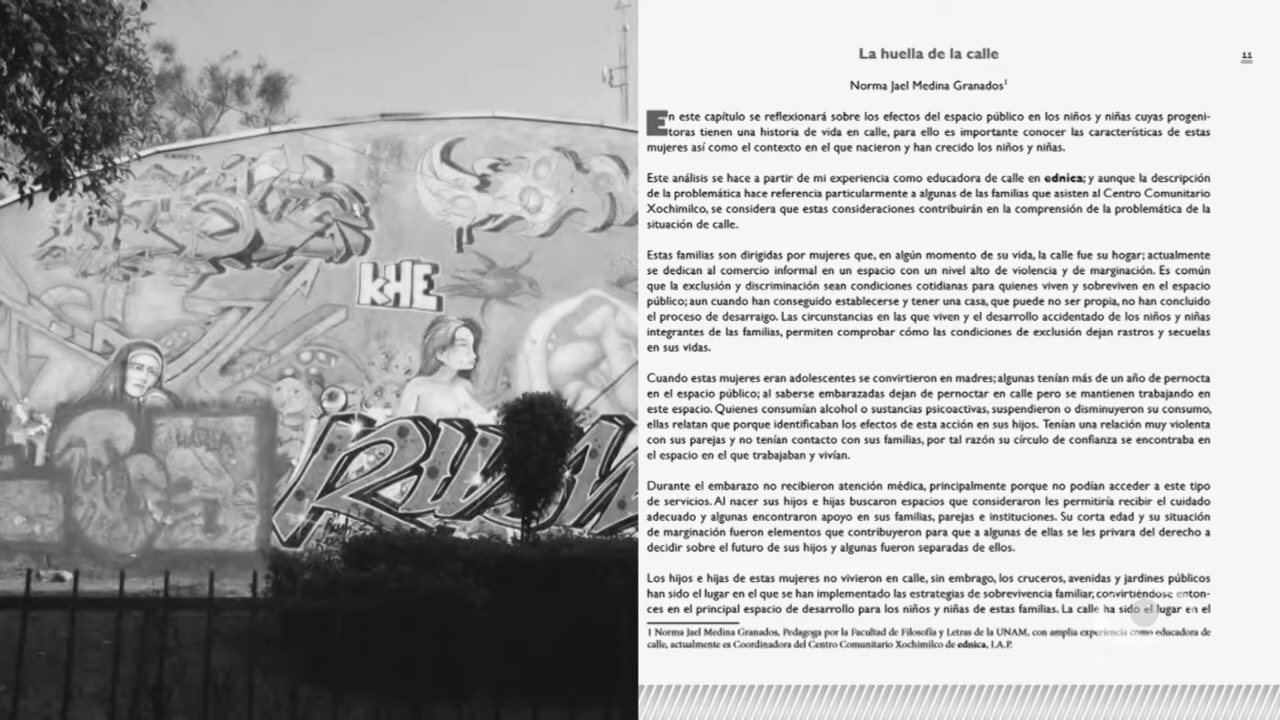 KHE
La huella de la calle
11
Norma Jael Medina Granados1
En este capítulo se reflexionará sobre los efectos del espacio público en los niños y niñas cuyas progeni-
toras tienen una historia de vida en calle, para ello es importante conocer las características de estas
mujeres así como el contexto en el que nacieron y han crecido los niños y niñas.
Este análisis se hace a partir de mi experiencia como educadora de calle en ednica; y aunque la descripción
de la problemática hace referencia particularmente a algunas de las familias que asisten al Centro Comunitario
Xochimilco, se considera que estas consideraciones contribuirán en la comprensión de la problemática de la
situación de calle.
Estas familias son dirigidas por mujeres que, en algún momento de su vida, la calle fue su hogar; actualmente
se dedican al comercio informal en un espacio con un nivel alto de violencia y de marginación. Es común
que la exclusión y discriminación sean condiciones cotidianas para quienes viven y sobreviven en el espacio
público; aun cuando han conseguido establecerse y tener una casa, que puede no ser propia, no han concluido
el proceso de desarraigo. Las circunstancias en las que viven y el desarrollo accidentado de los niños y niñas
integrantes de las familias, permiten comprobar cómo las condiciones de exclusión dejan rastros y secuelas
en sus vidas.
Cuando estas mujeres eran adolescentes se convirtieron en madres; algunas tenían más de un año de pernocta
en el espacio público; al saberse embarazadas dejan de pernoctar en calle pero se mantienen trabajando en
este espacio. Quienes consumían alcohol o sustancias psicoactivas, suspendieron o disminuyeron su consumo,
ellas relatan que porque identificaban los efectos de esta acción en sus hijos. Tenían una relación muy violenta
con sus parejas y no tenían contacto con sus familias, por tal razón su círculo de confianza se encontraba en
el espacio en el que trabajaban y vivían.
Durante el embarazo no recibieron atención médica, principalmente porque no podían acceder a este tipo
de servicios. Al nacer sus hijos e hijas buscaron espacios que consideraron les permitiría recibir el cuidado
adecuado y algunas encontraron apoyo en sus familias, parejas e instituciones. Su corta edad y su situación
de marginación fueron elementos que contribuyeron para que a algunas de ellas se les privara del derecho a
decidir sobre el futuro de sus hijos y algunas fueron separadas de ellos.
Los hijos e hijas de estas mujeres no vivieron en calle, sin embrago, los cruceros, avenidas y jardines públicos
han sido el lugar en el que se han implementado las estrategias de sobrevivencia familiar, convirtiéndose enton-
ces en el principal espacio de desarrollo para los niños y niñas de estas familias. La calle ha sido el lugar en el
1 Norma Jael Medina Granados, Pedagoga por la Facultad de Filosofía y Letras de la UNAM, con amplia experiencia como educadora de
calle, actualmente es Coordinadora del Centro Comunitario Xochimilco de ednica, I.A.P.